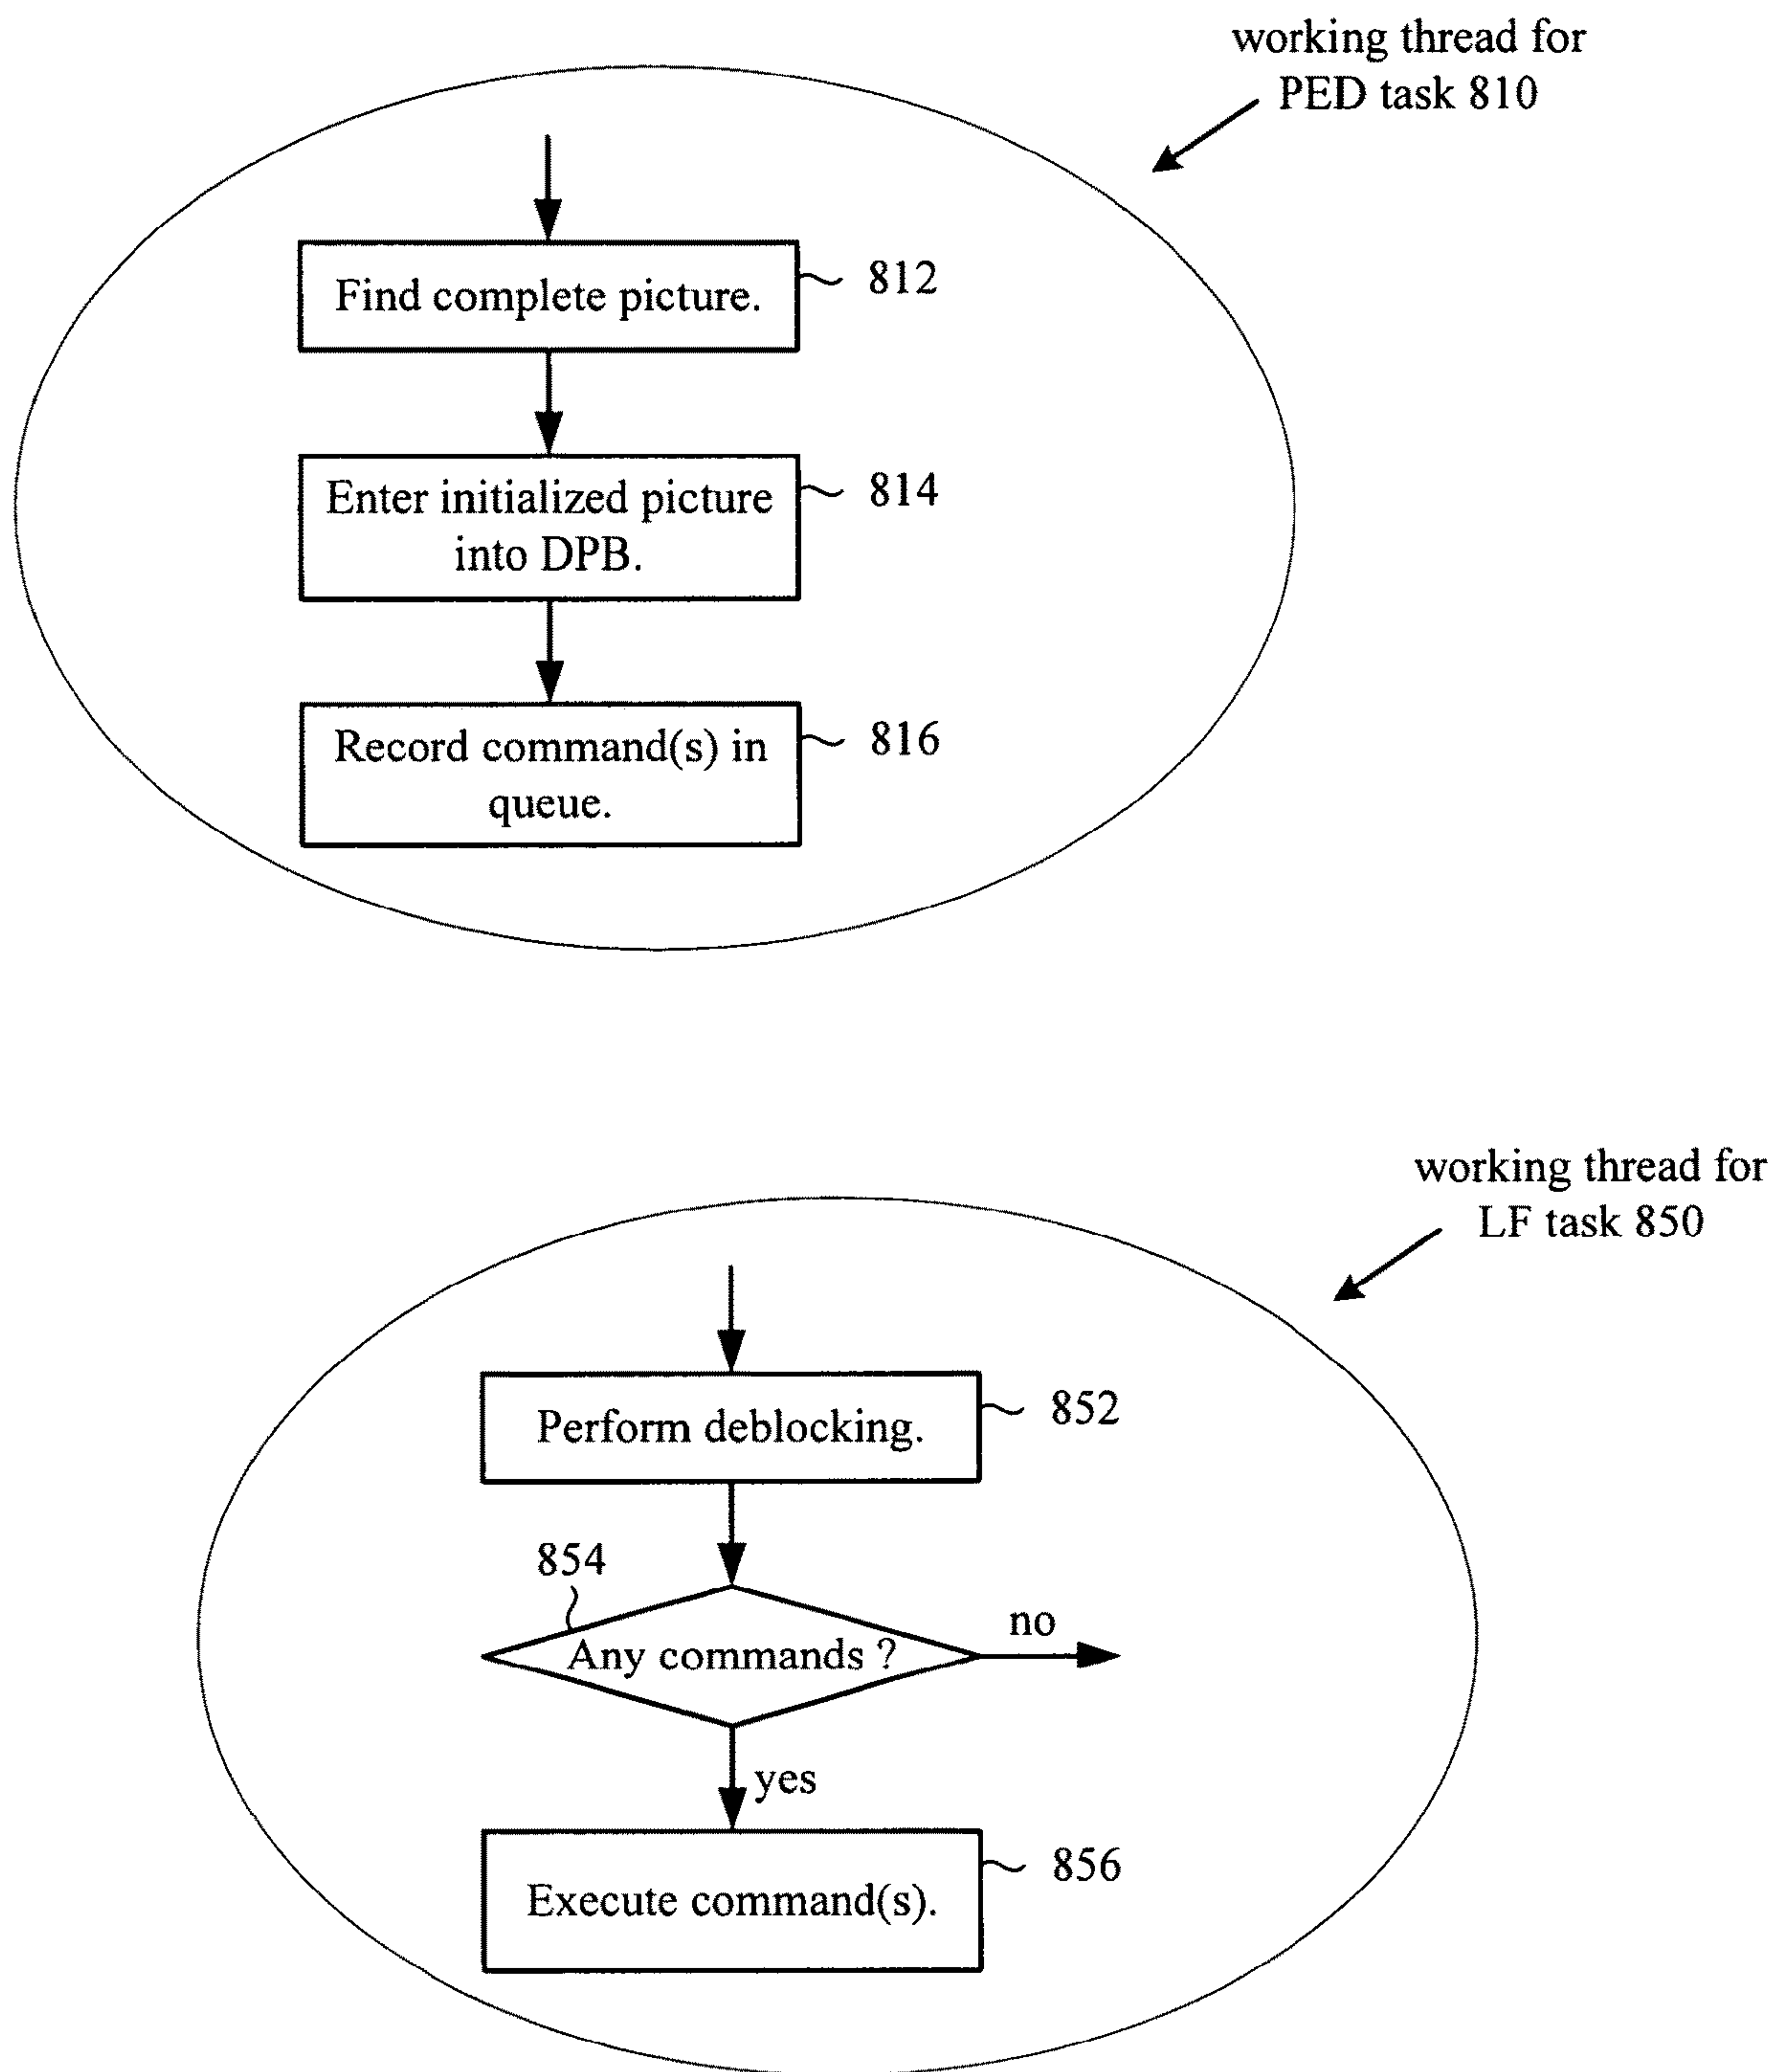 working thread for
PED task 810
Find complete picture.
812
Enter initialized picture
into DPB.
814
Record command(s) in
queue.
816
working thread for
LF task 850
Perform deblocking.
852
854
Any commands ?
no
yes
Execute command(s).
856